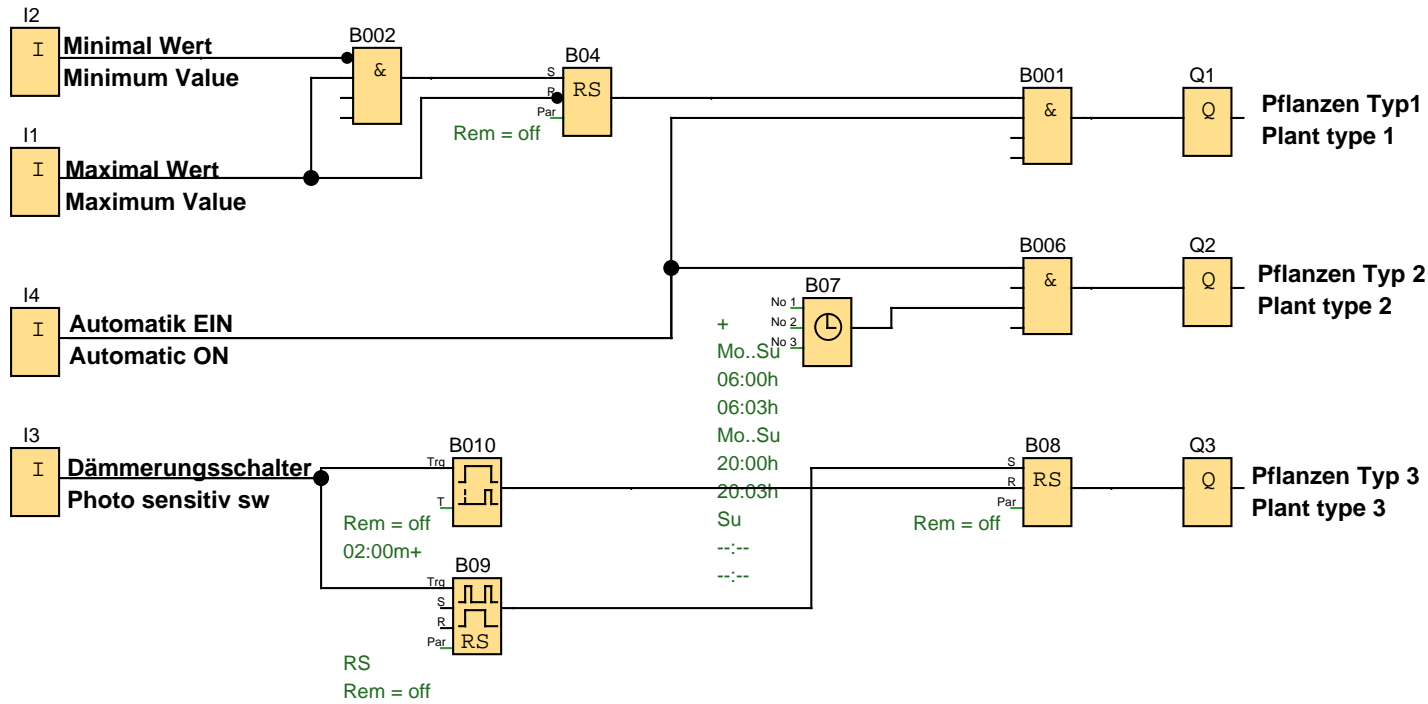 I2
I
Minimal Wert
Minimum Value
B002
&
B04
S
R
Par
RS
Rem = off
B001
&
Q1
Q
Pflanzen Typ1
Plant type 1
I1
I
Maximal Wert
Maximum Value
B006
&
Q2
Q
Pflanzen Typ 2
Plant type 2
I4
I
Automatik EIN
Automatic ON
B07
No 1
No 2
No 3
+
Mo..Su
06:00h
06:03h
Mo..Su
20:00h
20:03h
Su
--:--
--:--
I3
I
Dämmerungsschalter
Photo sensitiv sw
B010
Trg
T
Rem = off
02:00m+
B08
S
R
Par
RS
Rem = off
Q3
Q
Pflanzen Typ 3
Plant type 3
B09
Trg
S
R
Par
RS
RS
Rem = off